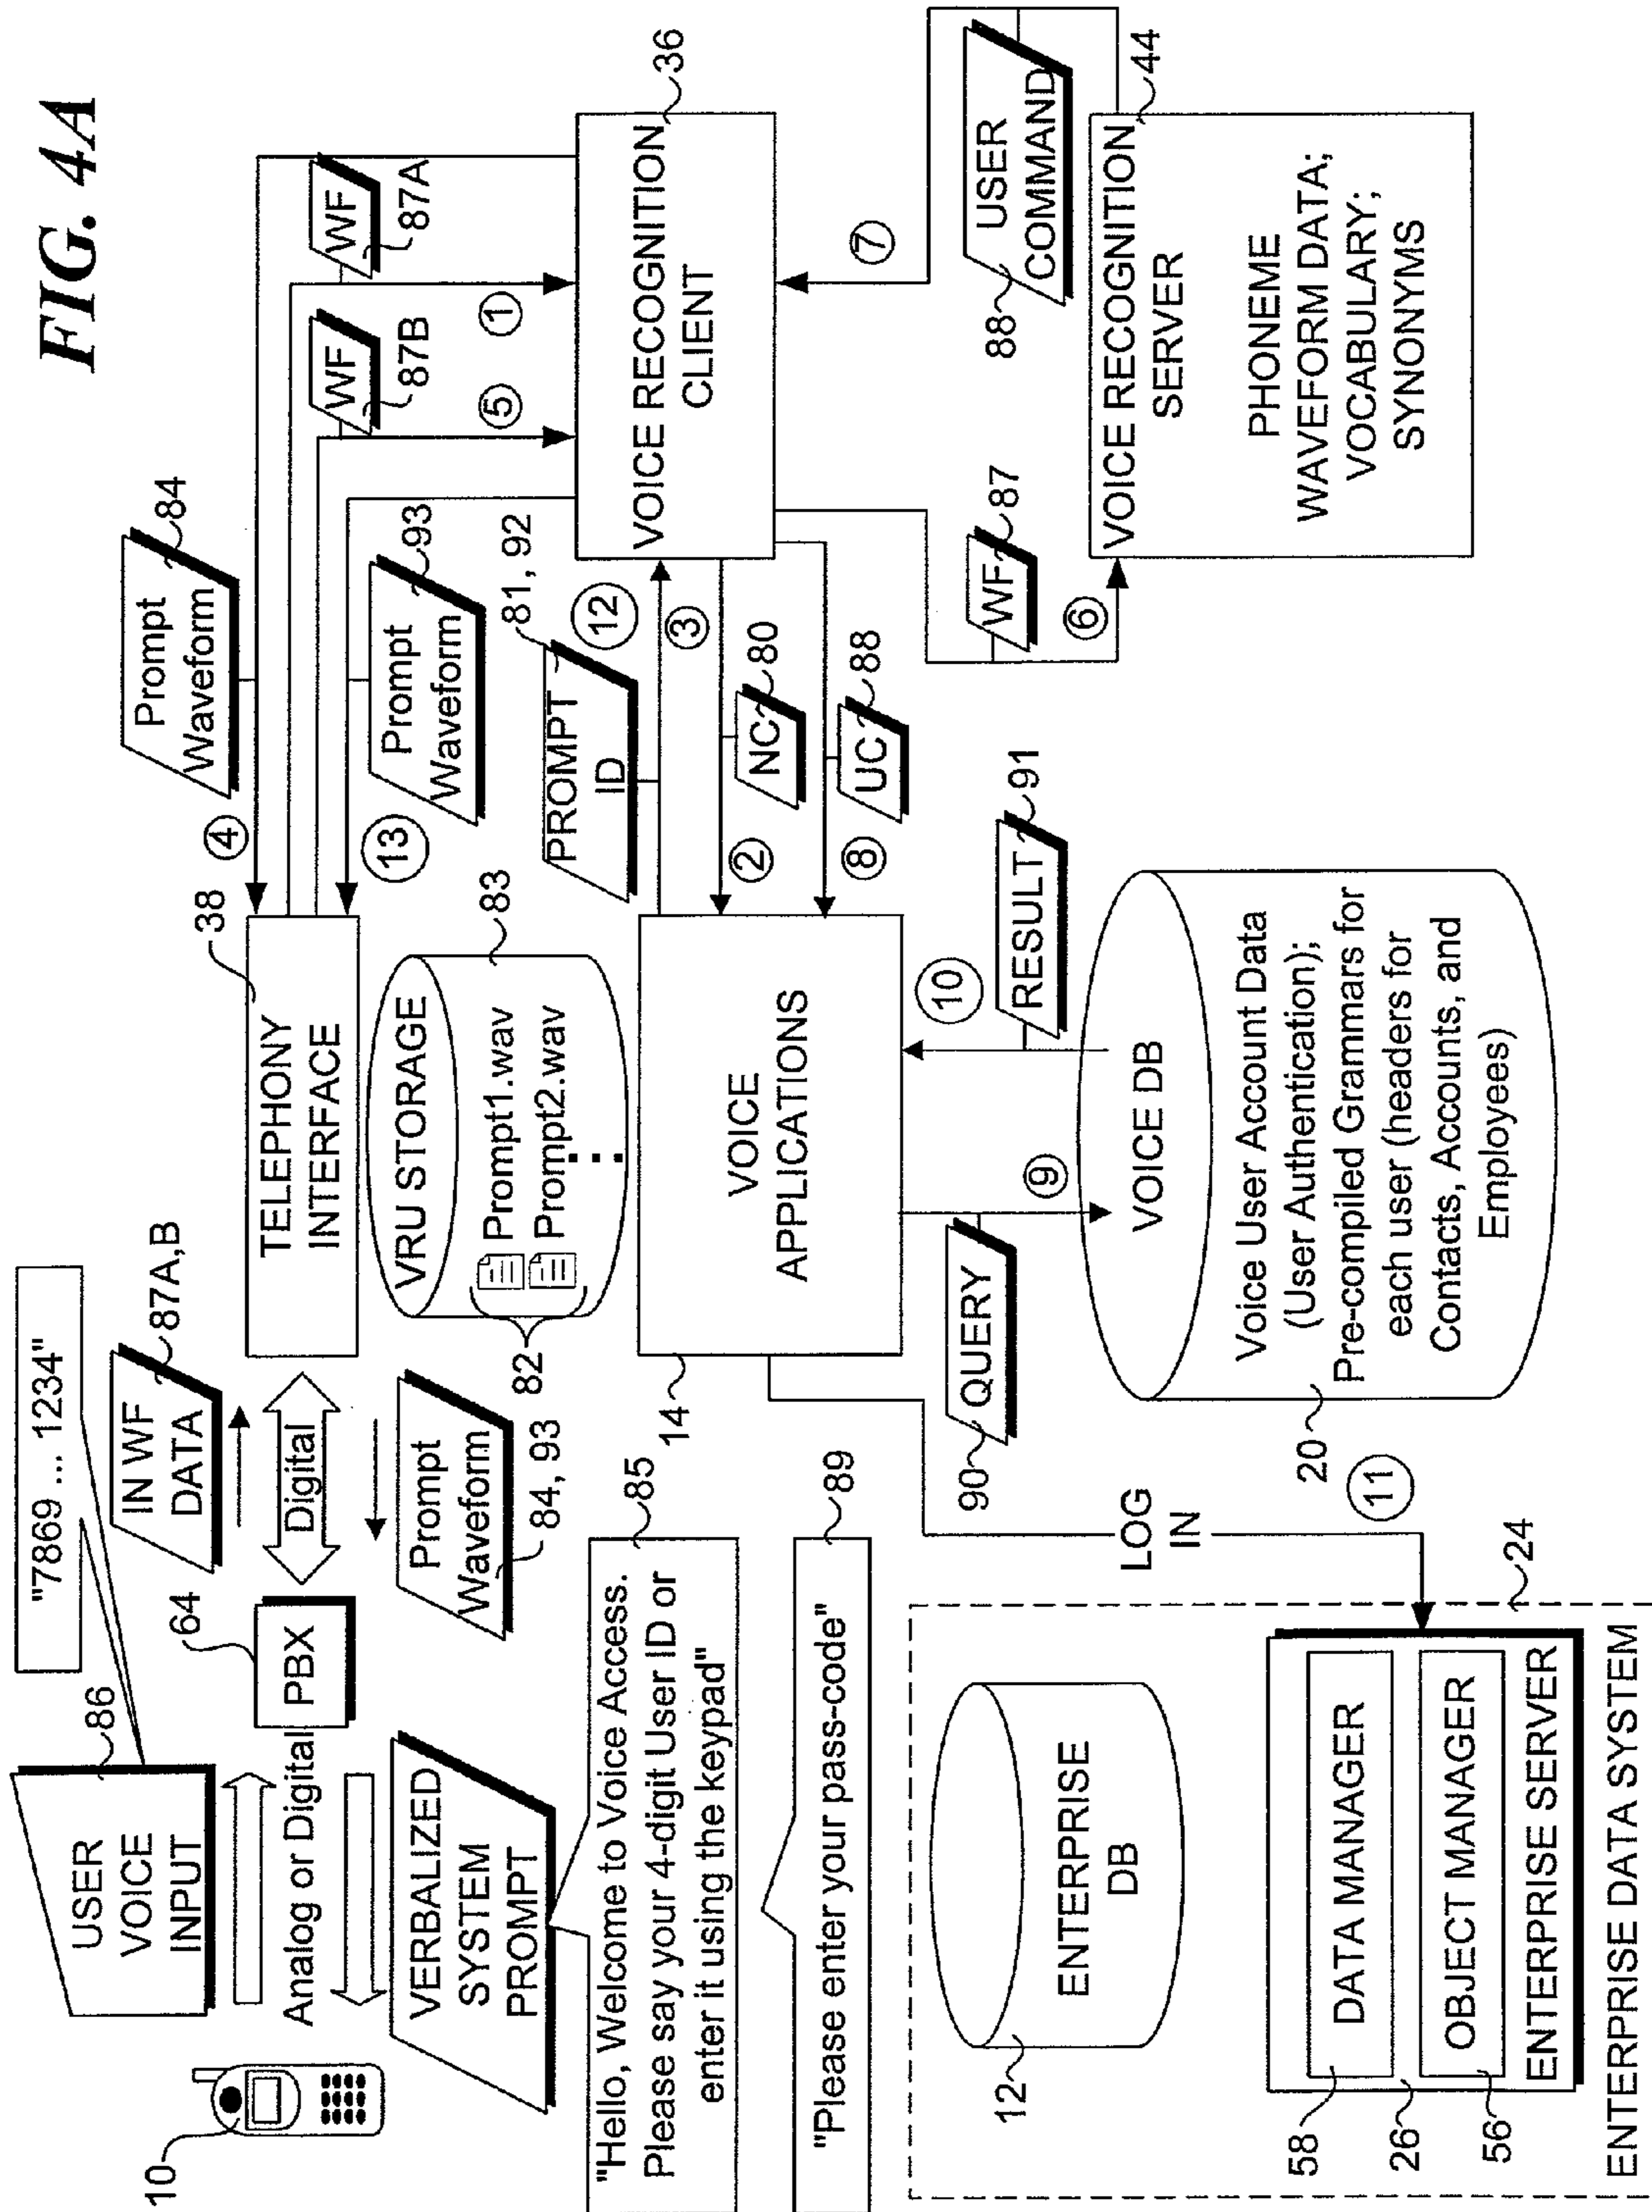 FIG. 4A
"7869 ... 1234"
USER
VOICE
INPUT
86
10
Analog or Digital
64
PBX
IN WF
DATA
87A,B
Digital
Prompt
Waveform
84, 93
VERBALIZED
SYSTEM
PROMPT
"Hello, Welcome to Voice Access.
Please say your 4-digit User ID or
enter it using the keypad"
85
"Please enter your pass-code"
89
38
TELEPHONY
INTERFACE
VRU STORAGE
83
Prompt1.wav
Prompt2.wav
82
Prompt
Waveform
84
4
WF
87A
1
WF
87B
5
Prompt
Waveform
93
13
PROMPT
ID
81, 92
12
3
NC
80
2
UC
88
8
VOICE RECOGNITION
CLIENT
36
VOICE
APPLICATIONS
14
WF
87
6
USER
COMMAND
88
7
VOICE RECOGNITION
SERVER
44
PHONEME
WAVEFORM DATA;
VOCABULARY;
SYNONYMS
QUERY
90
9
RESULT
91
10
VOICE DB
Voice User Account Data
(User Authentication);
Pre-compiled Grammars for
each user (headers for
Contacts, Accounts, and
Employees)
20
LOG
IN
11
24
ENTERPRISE
DB
12
DATA MANAGER
58
OBJECT MANAGER
56
ENTERPRISE SERVER
26
ENTERPRISE DATA SYSTEM